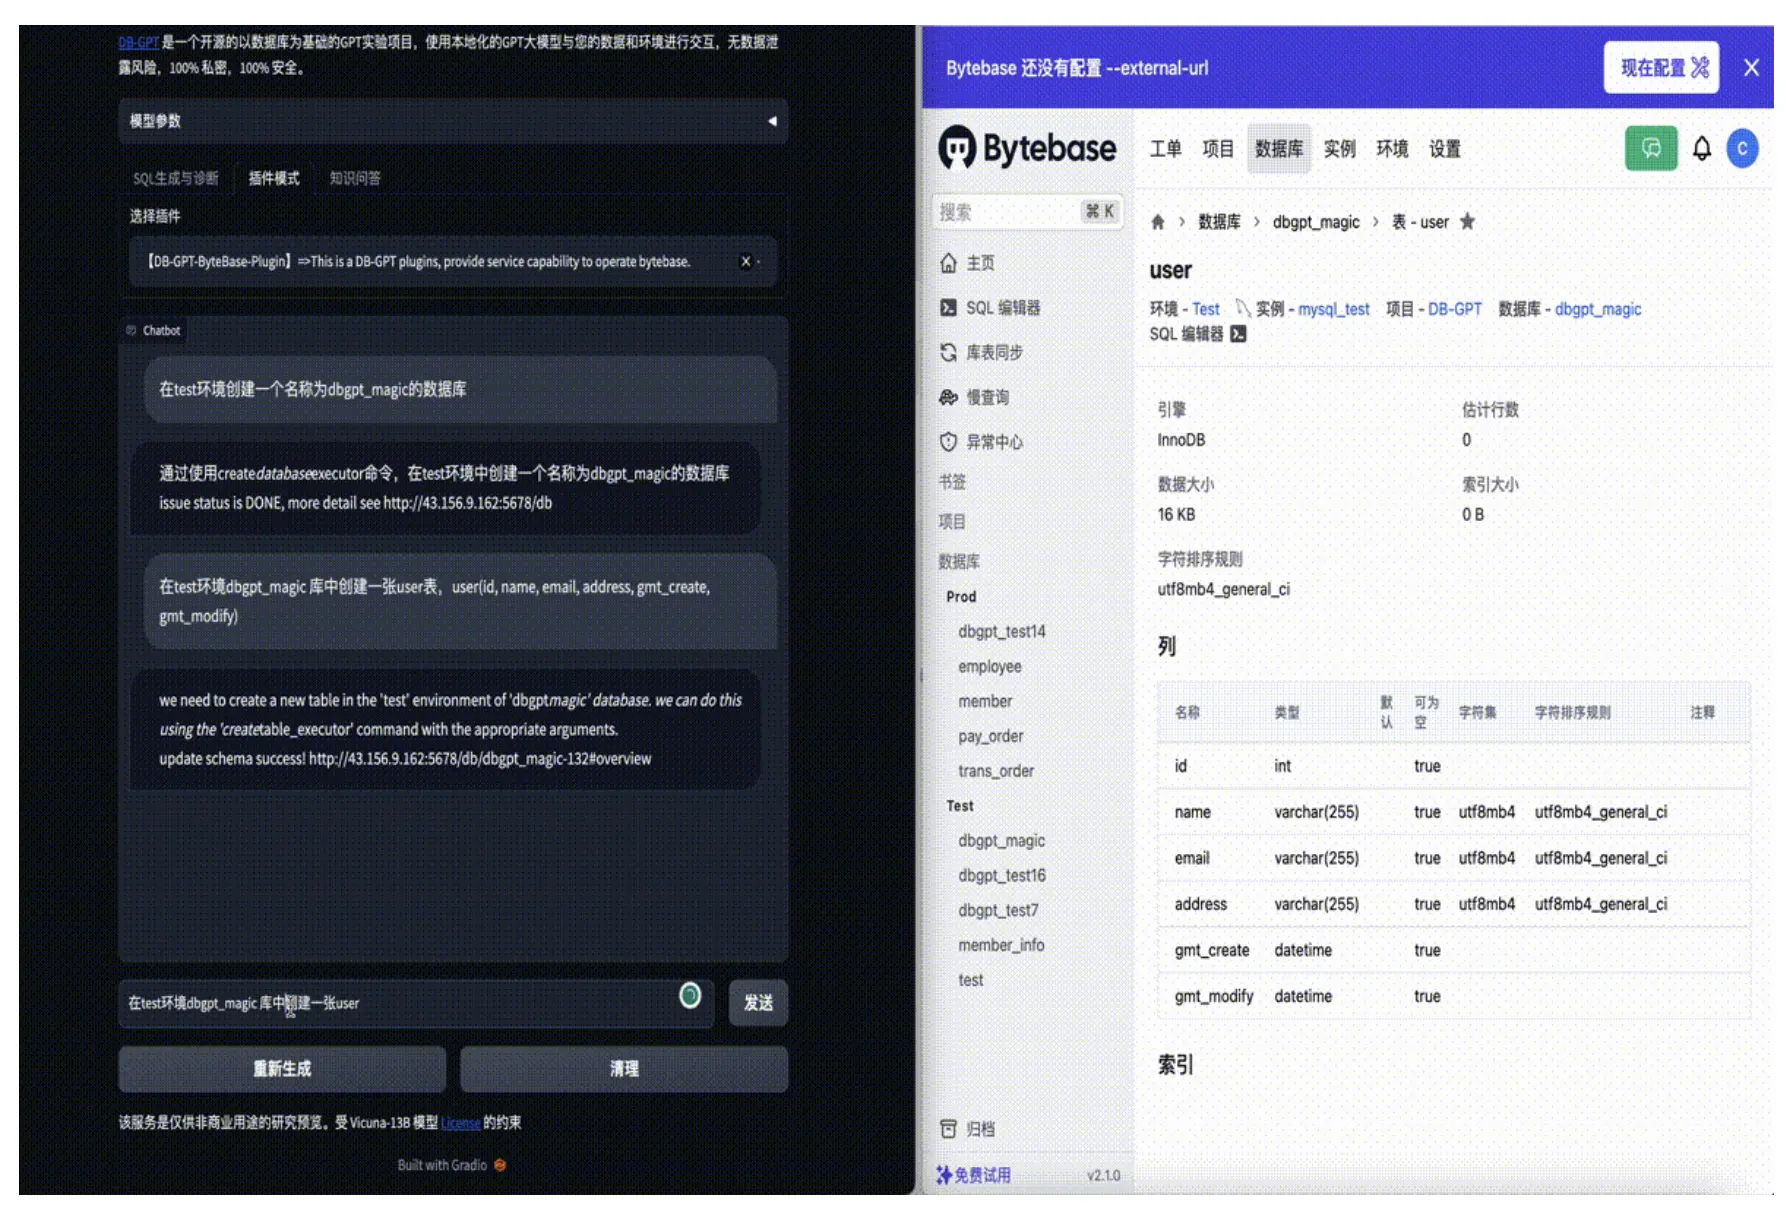 DB-GPT 是一个开源的以数据库为基础的GPT实验项目，使用本地化的GPT大模型与您的数据和环境进行交互，无数据泄
露风险，100% 私密，100% 安全。
模型参数
SQL生成与诊断 插件模式 知识问答
选择插件
【DB-GPT-ByteBase-Plugin】=>This is a DB-GPT plugins, provide service capability to operate bytebase.
Chatbot
在test环境创建一个名称为dbgpt_magic的数据库
通过使用createdatabaseexecutor命令，在test环境中创建一个名称为dbgpt_magic的数据库
issue status is DONE, more detail see http://43.156.9.162:5678/db
在test环境dbgpt_magic 库中创建一张user表，user(id, name, email, address, gmt_create,
gmt_modify)
we need to create a new table in the 'test' environment of 'dbgptmagic' database. we can do this
using the 'createtable_executor' command with the appropriate arguments.
update schema success! http://43.156.9.162:5678/db/dbgpt_magic-132#overview
在test环境dbgpt_magic 库中创建一张user
发送
重新生成 清理
该服务是仅供非商业用途的研究预览。受 Vicuna-13B 模型 License 的约束
Built with Gradio
Bytebase 还没有配置 --external-url
现在配置
Bytebase
工单 项目 数据库 实例 环境 设置
C
搜索 ⌘ K
主页
SQL 编辑器
库表同步
慢查询
异常中心
书签
项目
数据库
Prod
dbgpt_test14
employee
member
pay_order
trans_order
Test
dbgpt_magic
dbgpt_test16
dbgpt_test7
member_info
test
归档
免费试用 v2.1.0
数据库 > dbgpt_magic > 表 - user
user
环境 - Test 实例 - mysql_test 项目 - DB-GPT 数据库 - dbgpt_magic
SQL 编辑器
引擎 估计行数
InnoDB 0
数据大小 索引大小
16 KB 0 B
字符排序规则
utf8mb4_general_ci
列
名称 类型 默认 可为空 字符集 字符排序规则 注释
id int true
name varchar(255) true utf8mb4 utf8mb4_general_ci
email varchar(255) true utf8mb4 utf8mb4_general_ci
address varchar(255) true utf8mb4 utf8mb4_general_ci
gmt_create datetime true
gmt_modify datetime true
索引